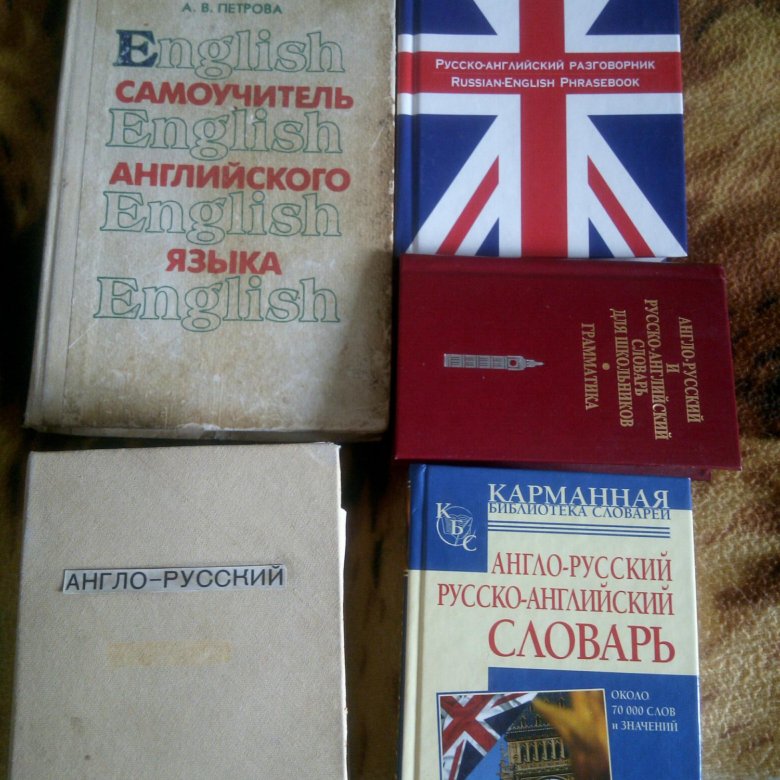 А. В. ПЕТРОВА
English
САМОУЧИТЕЛЬ
English
АНГЛИЙСКОГО
English
ЯЗЫКА
English
РУССКО-АНГЛИЙСКИЙ РАЗГОВОРНИК
RUSSIAN-ENGLISH PHRASEBOOK
АНГЛО-РУССКИЙ
И
РУССКО-АНГЛИЙСКИЙ
СЛОВАРЬ
ДЛЯ ШКОЛЬНИКОВ
•
ГРАММАТИКА
АНГЛО-РУССКИЙ
КБС
КАРМАННАЯ
БИБЛИОТЕКА СЛОВАРЕЙ
АНГЛО-РУССКИЙ
РУССКО-АНГЛИЙСКИЙ
СЛОВАРЬ
ОКОЛО
70 000 СЛОВ
И ЗНАЧЕНИЙ